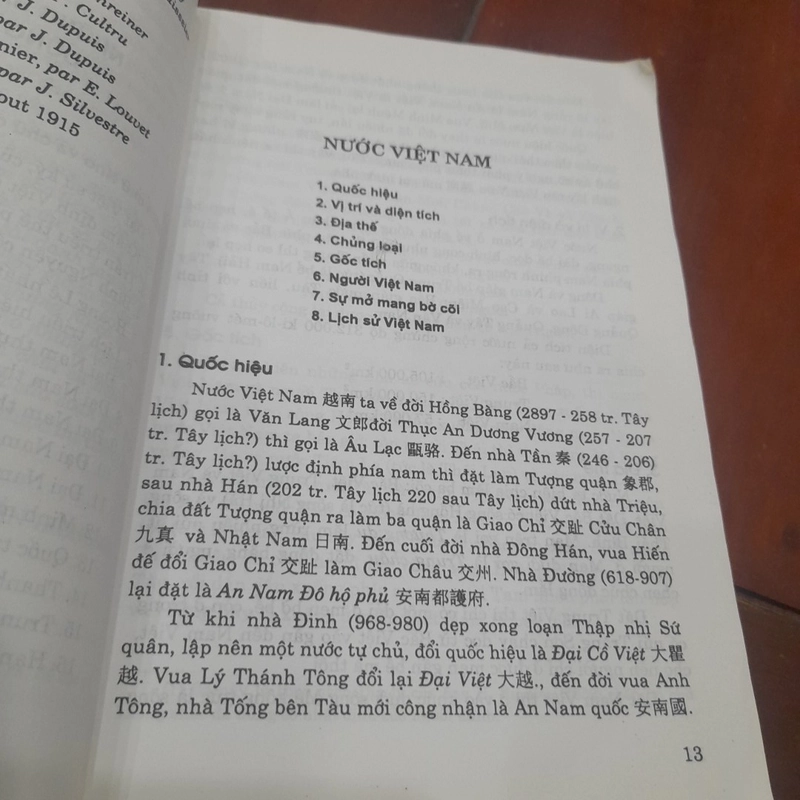 Schreiner
Cultru
J. Dupuis
par J. Dupuis
par E. Louvet
par J. Silvestre
1915
NƯỚC VIỆT NAM
1. Quốc hiệu
2. Vị trí và diện tích
3. Địa thế
4. Chủng loại
5. Gốc tích
6. Người Việt Nam
7. Sự mở mang bờ cõi
8. Lịch sử Việt Nam
1. Quốc hiệu
Nước Việt Nam 越南 ta về đời Hồng Bàng (2897 - 258 tr. Tây
lịch) gọi là Văn Lang 文郎đời Thục An Dương Vương (257 - 207
tr. Tây lịch?) thì gọi là Âu Lạc 甌駱. Đến nhà Tần 秦 (246 - 206)
tr. Tây lịch?) lược định phía nam thì đặt làm Tượng quận 象郡,
sau nhà Hán (202 tr. Tây lịch 220 sau Tây lịch) dứt nhà Triệu,
chia đất Tượng quận ra làm ba quận là Giao Chỉ 交趾 Cửu Chân
九真 và Nhật Nam 日南. Đến cuối đời nhà Đông Hán, vua Hiến
đế đổi Giao Chỉ 交趾 làm Giao Châu 交州. Nhà Đường (618-907)
lại đặt là An Nam Đô hộ phủ 安南都護府.
Từ khi nhà Đinh (968-980) dẹp xong loạn Thập nhị Sứ
quân, lập nên một nước tự chủ, đổi quốc hiệu là Đại Cồ Việt 大瞿
越. Vua Lý Thánh Tông đổi lại Đại Việt 大越., đến đời vua Anh
Tông, nhà Tống bên Tàu mới công nhận là An Nam quốc 安南國.
13